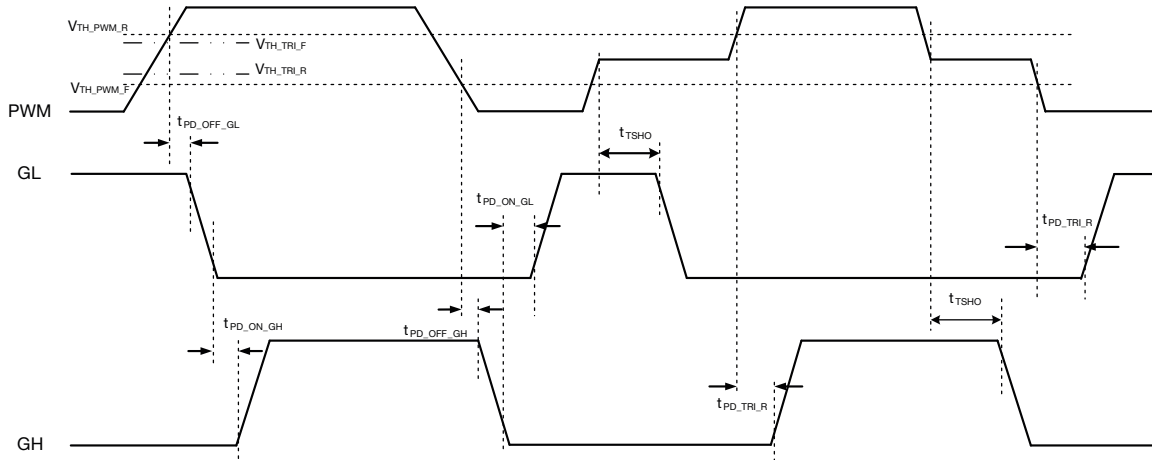 VTH_PWM_R
VTH_TRI_F
VTH_TRI_R
VTH_PWM_F
PWM
tPD_OFF_GL
tTSHO
GL
tPD_ON_GL
tPD_TRI_R
tTSHO
tPD_ON_GH
tPD_OFF_GH
tPD_TRI_R
GH